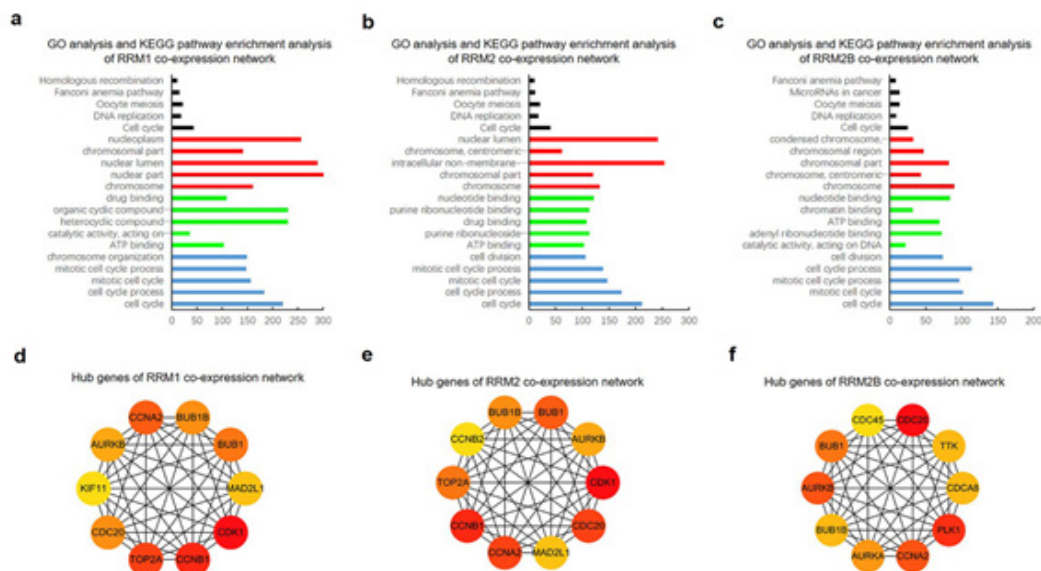 a
GO analysis and KEGG pathway enrichment analysis
of RRM1 co-expression network
Homologous recombination
Fanconi anemia pathway
Oocyte meiosis
DNA replication
Cell cycle
nucleoplasm
chromosomal part
nuclear lumen
nuclear part
chromosome
drug binding
organic cyclic compound
heterocyclic compound
catalytic activity, acting on
ATP binding
chromosome organization
mitotic cell cycle process
mitotic cell cycle
cell cycle process
cell cycle
0 50 100 150 200 250 300
b
GO analysis and KEGG pathway enrichment analysis
of RRM2 co-expression network
Homologous recombination
Fanconi anemia pathway
Oocyte meiosis
DNA replication
Cell cycle
nuclear lumen
chromosome, centromeric
intracellular non-membrane-
chromosomal part
chromosome
nucleotide binding
purine ribonucleotide binding
drug binding
purine ribonucleoside
ATP binding
cell division
mitotic cell cycle process
mitotic cell cycle
cell cycle process
cell cycle
0 50 100 150 200 250 300
c
GO analysis and KEGG pathway enrichment analysis
of RRM2B co-expression network
Fanconi anemia pathway
MicroRNAs in cancer
Oocyte meiosis
DNA replication
Cell cycle
condensed chromosome,
chromosomal region
chromosomal part
chromosome, centromeric
chromosome
nucleotide binding
chromatin binding
ATP binding
adenyl ribonucleotide binding
catalytic activity, acting on DNA
cell division
cell cycle process
mitotic cell cycle process
mitotic cell cycle
cell cycle
0 50 100 150 200
d
Hub genes of RRM1 co-expression network
CCNA2 BUB1B
AURKB BUB1
KIF11 MAD2L1
CDC20 CDK1
TOP2A CCNB1
e
Hub genes of RRM2 co-expression network
BUB1B BUB1
CCNB2 AURKB
TOP2A CDK1
CCNB1 CDC20
CCNA2 MAD2L1
f
Hub genes of RRM2B co-expression network
CDC45 CDC20
BUB1 TTK
AURKB CDCA8
BUB1B PLK1
AURKA CCNA2